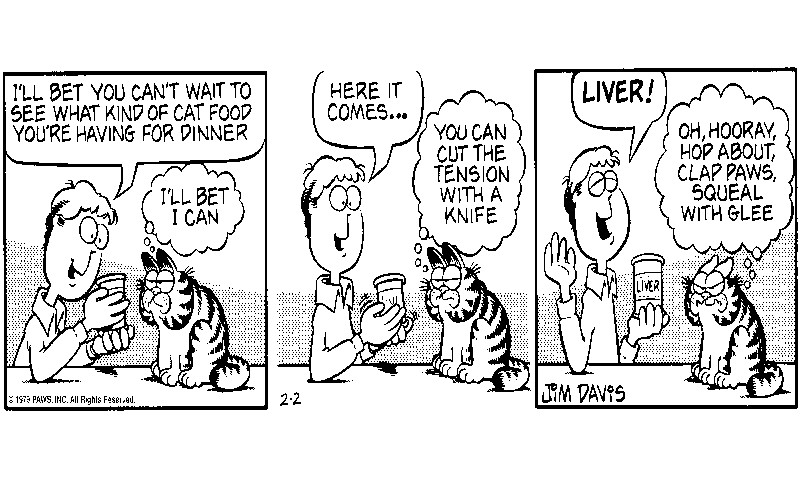 I'LL BET YOU CAN'T WAIT TO
SEE WHAT KIND OF CAT FOOD
YOU'RE HAVING FOR DINNER
I'LL BET
I CAN
© 1979 PAWS, INC. All Rights Reserved.
HERE IT
COMES...
YOU CAN
CUT THE
TENSION
WITH A
KNIFE
2-2
LIVER!
OH, HOORAY,
HOP ABOUT,
CLAP PAWS,
SQUEAL
WITH GLEE
LIVER
JIM DAVIS